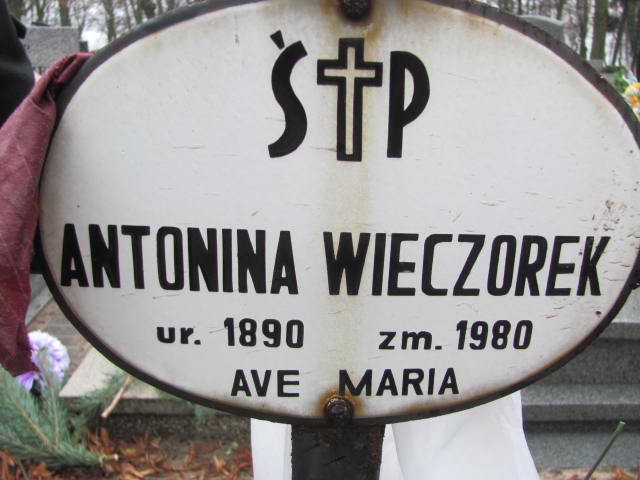 Ś✝P
ANTONINA WIECZOREK
ur. 1890 zm. 1980
AVE MARIA